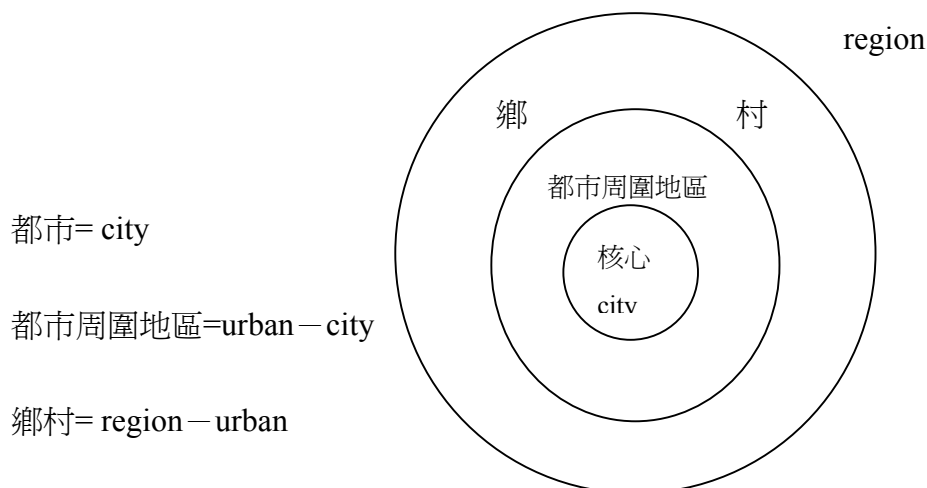 region
鄉 村
都市周圍地區
都市= city
核心
city
都市周圍地區=urban－city
鄉村= region－urban